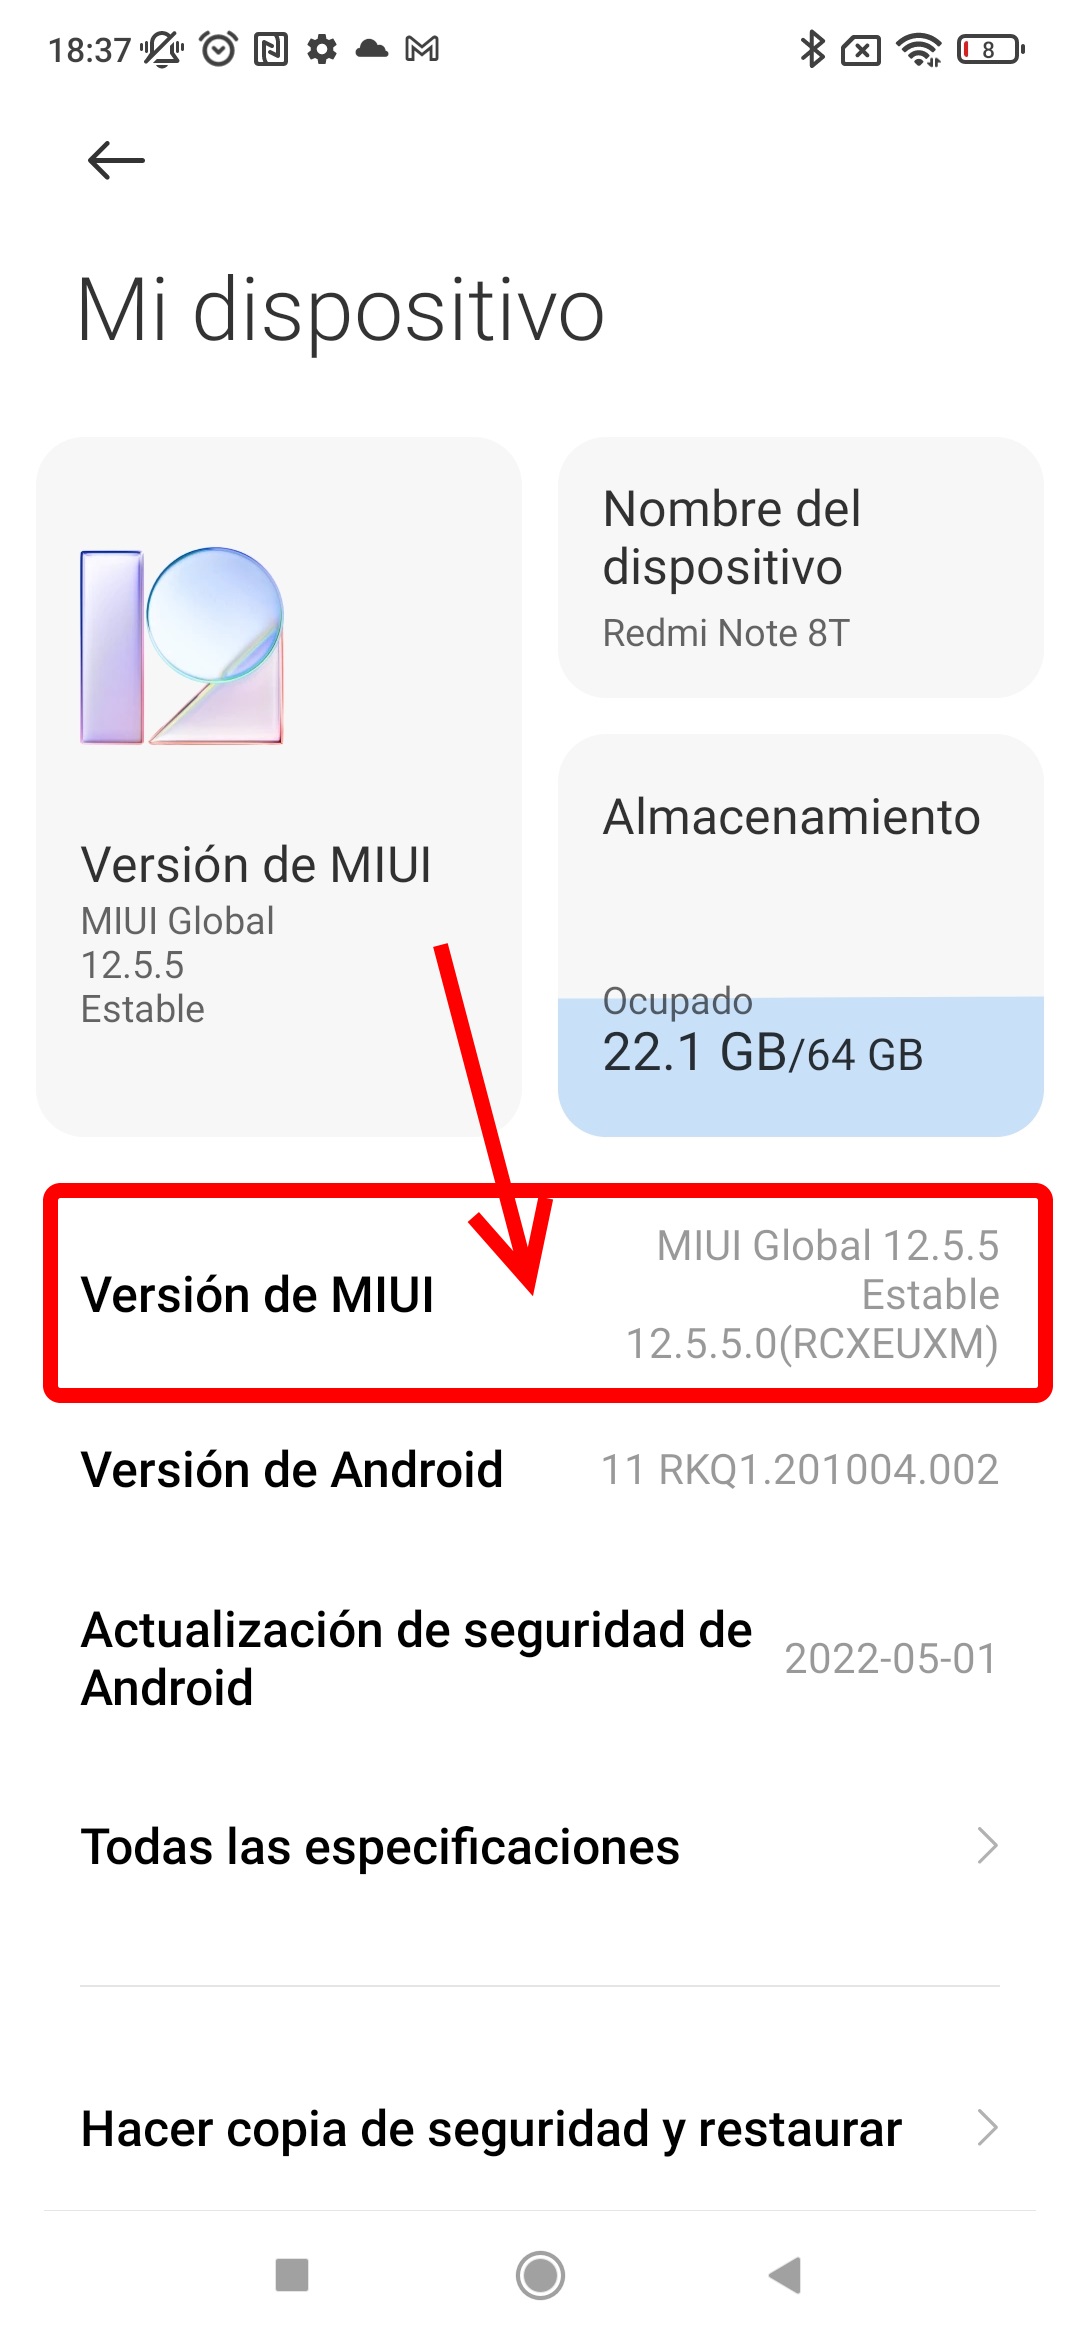 18:37
8
Mi dispositivo
12
Versión de MIUI
MIUI Global
12.5.5
Estable
Nombre del
dispositivo
Redmi Note 8T
Almacenamiento
Ocupado
22.1 GB/64 GB
Versión de MIUI
MIUI Global 12.5.5
Estable
12.5.5.0(RCXEUXM)
Versión de Android
11 RKQ1.201004.002
Actualización de seguridad de
Android
2022-05-01
Todas las especificaciones
Hacer copia de seguridad y restaurar